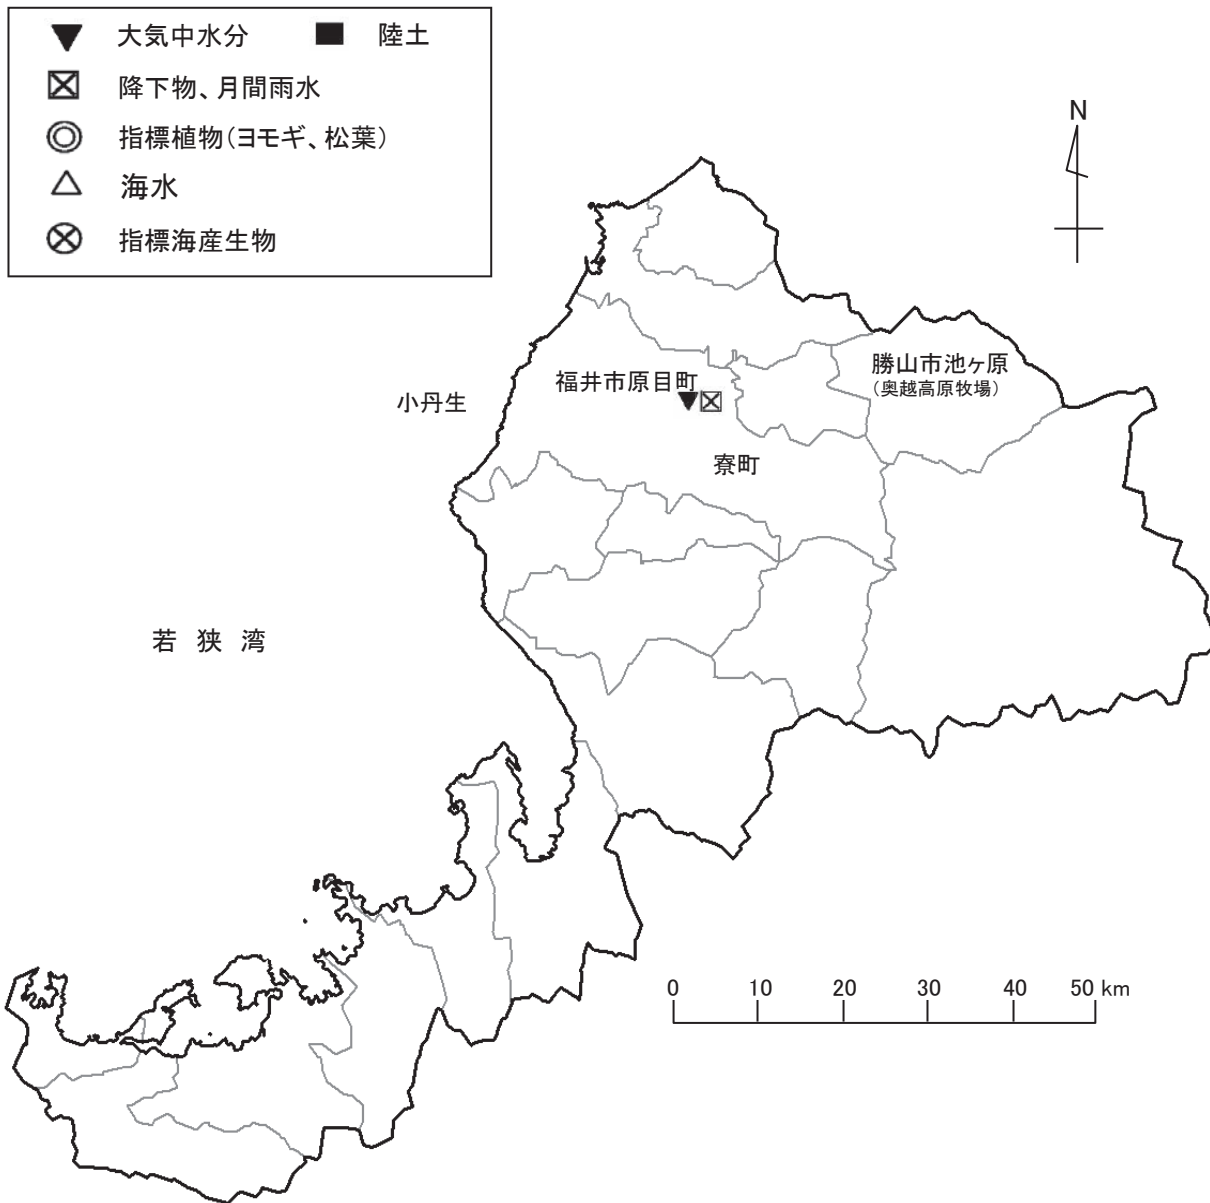 大気中水分 陸土
降下物、月間雨水
指標植物(ヨモギ、松葉)
海水
指標海産生物
N
勝山市池ヶ原
(奥越高原牧場)
福井市原目町
小丹生
寮町
若狭湾
0 10 20 30 40 50 km